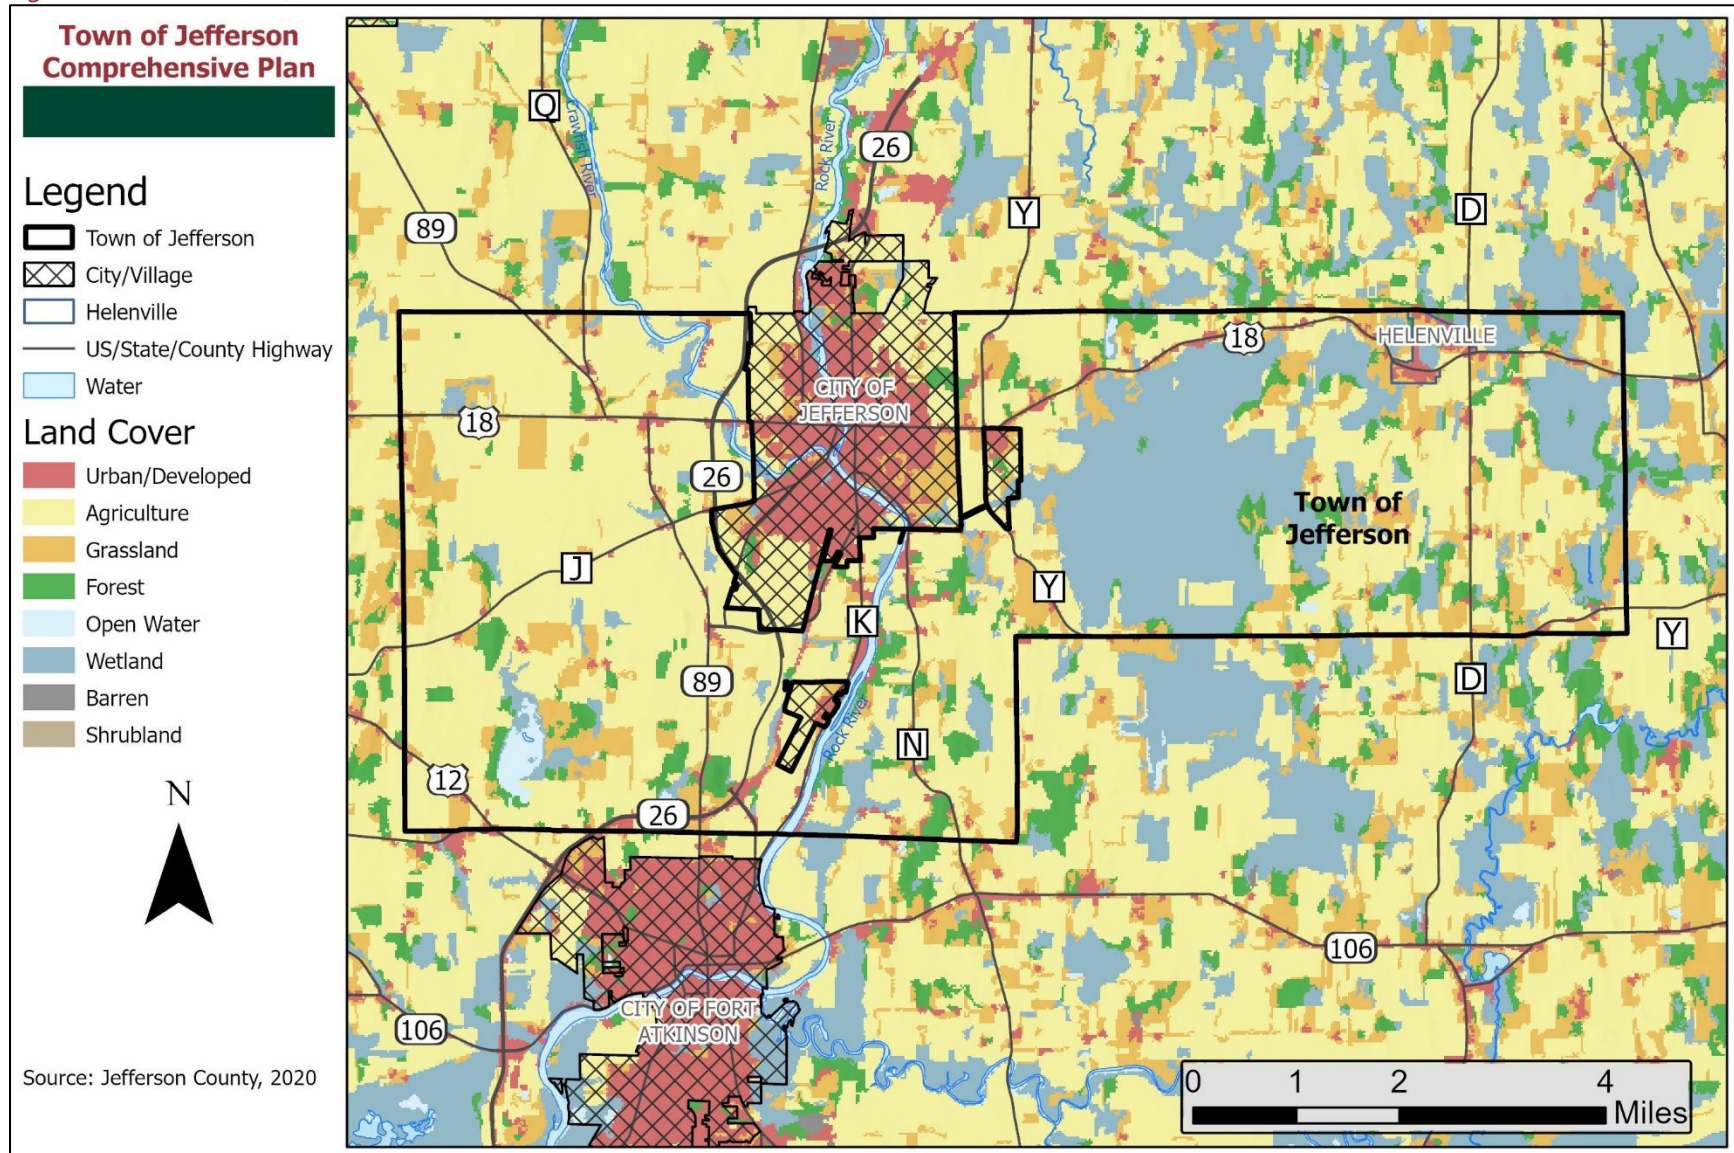 Town of Jefferson
Comprehensive Plan
Legend
Town of Jefferson
City/Village
Helenville
US/State/County Highway
Water
Land Cover
Urban/Developed
Agriculture
Grassland
Forest
Open Water
Wetland
Barren
Shrubland
N
Source: Jefferson County, 2020
Q
Crawfish River
Rock River
26
89
Y
D
18
HELENVILLE
CITY OF
JEFFERSON
18
26
Town of
Jefferson
J
Y
K
Y
89
D
Rock River
N
12
26
106
CITY OF FORT
ATKINSON
106
0 1 2 4
Miles